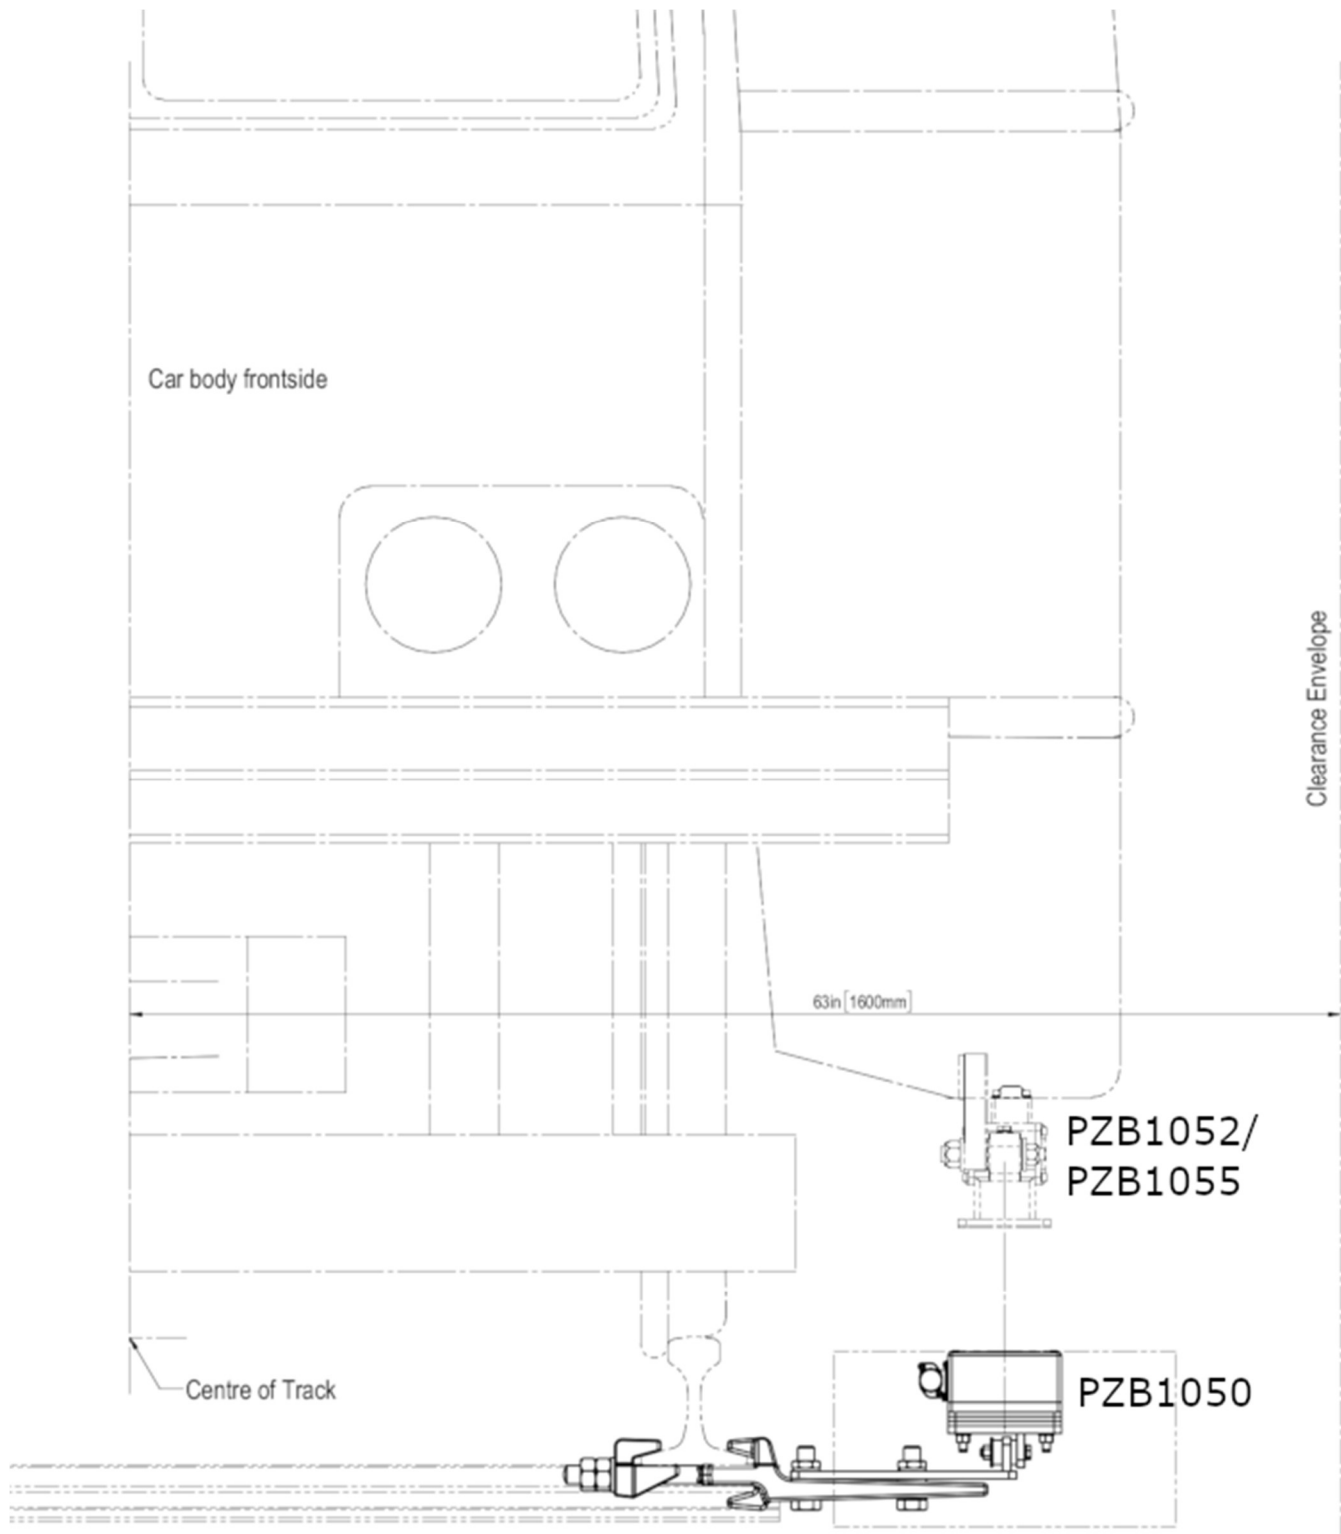 Car body frontside
Clearance Envelope
63in [1600mm]
PZB1052/
PZB1055
Centre of Track
PZB1050